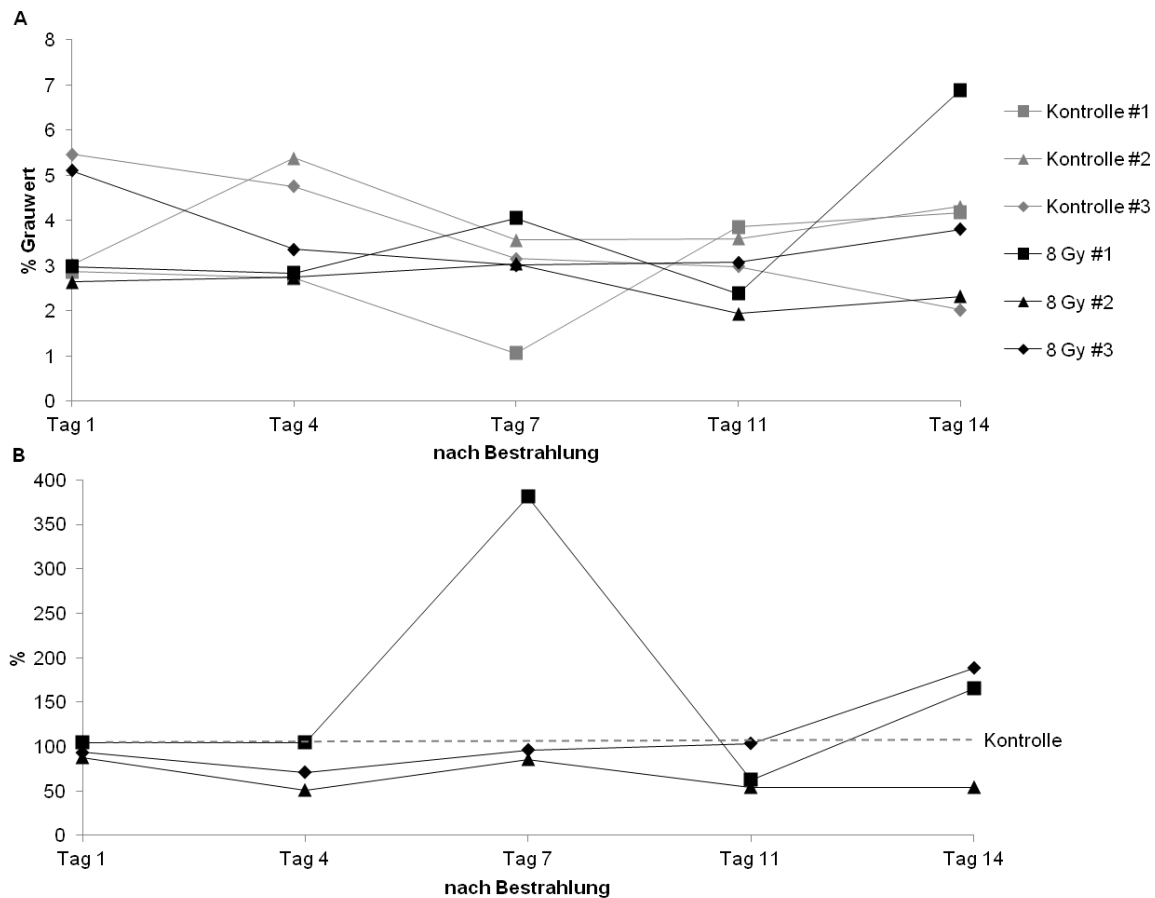 A
8
7
6
5
4
3
2
1
0
% Grauwert
Tag 1 Tag 4 Tag 7 Tag 11 Tag 14
nach Bestrahlung
Kontrolle #1
Kontrolle #2
Kontrolle #3
8 Gy #1
8 Gy #2
8 Gy #3
B
400
350
300
250
200
150
100
50
0
%
Kontrolle
Tag 1 Tag 4 Tag 7 Tag 11 Tag 14
nach Bestrahlung